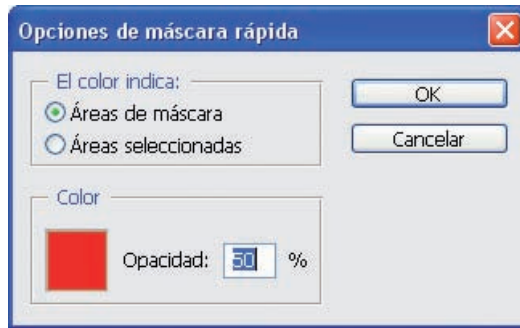 Opciones de máscara rápida
El color indica:
Áreas de máscara
Áreas seleccionadas
OK
Cancelar
Color
Opacidad: 50 %